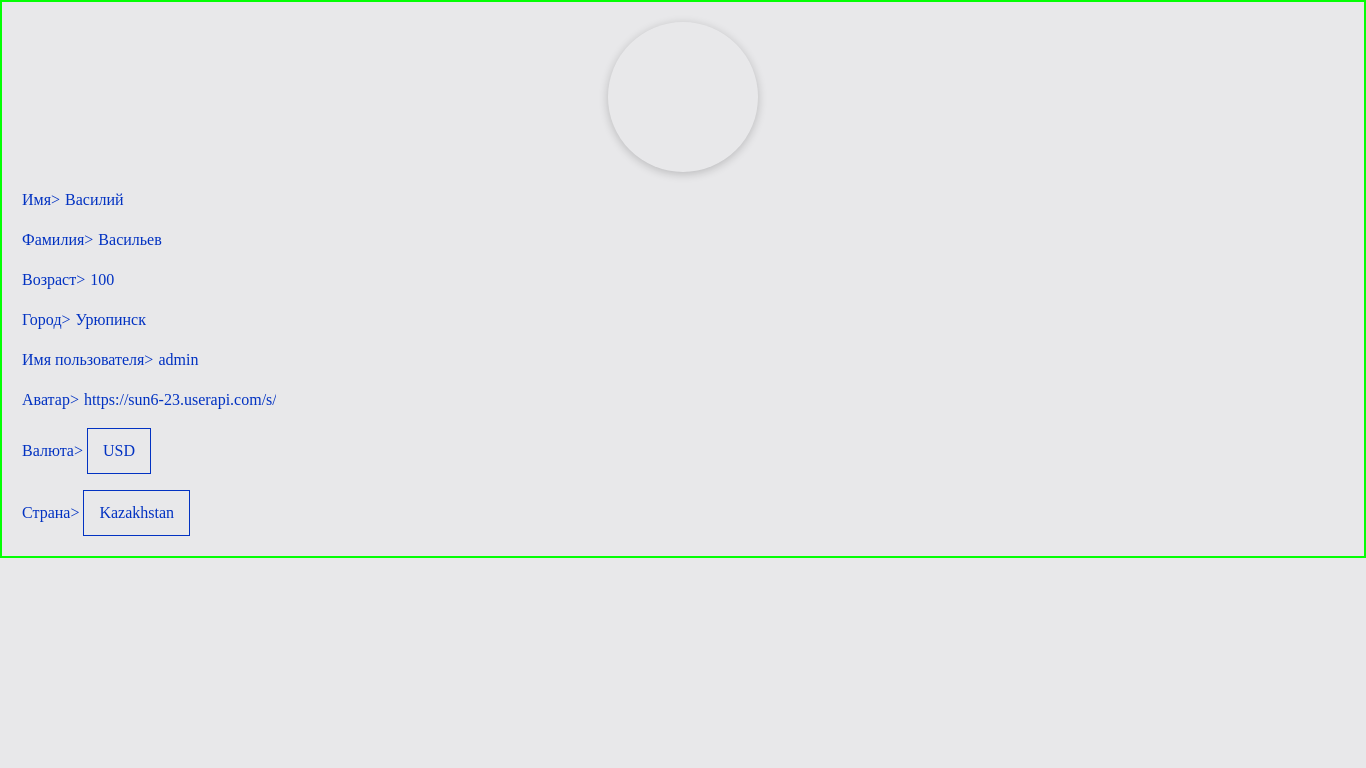 Имя> Василий
Фамилия> Васильев
Возраст> 100
Город> Урюпинск
Имя пользователя> admin
Аватар> https://sun6-23.userapi.com/s/
Валюта> USD
Страна> Kazakhstan